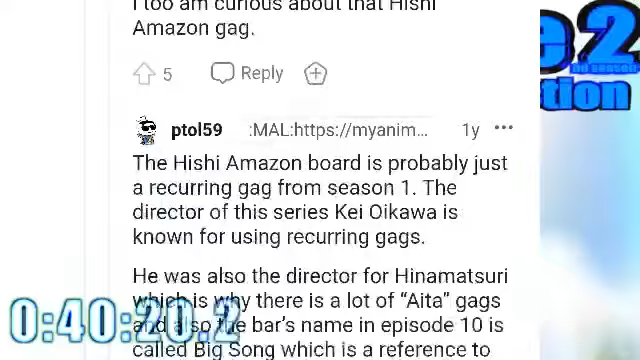 I too am curious about that Hishi
Amazon gag.
5 Reply
ptol59 :MAL:https://myanim... 1y
The Hishi Amazon board is probably just
a recurring gag from season 1. The
director of this series Kei Oikawa is
known for using recurring gags.
He was also the director for Hinamatsuri
which is why there is a lot of “Aita” gags
and also the bar’s name in episode 10 is
called Big Song which is a reference to
0:40:20.2
e 2
nd season
tion